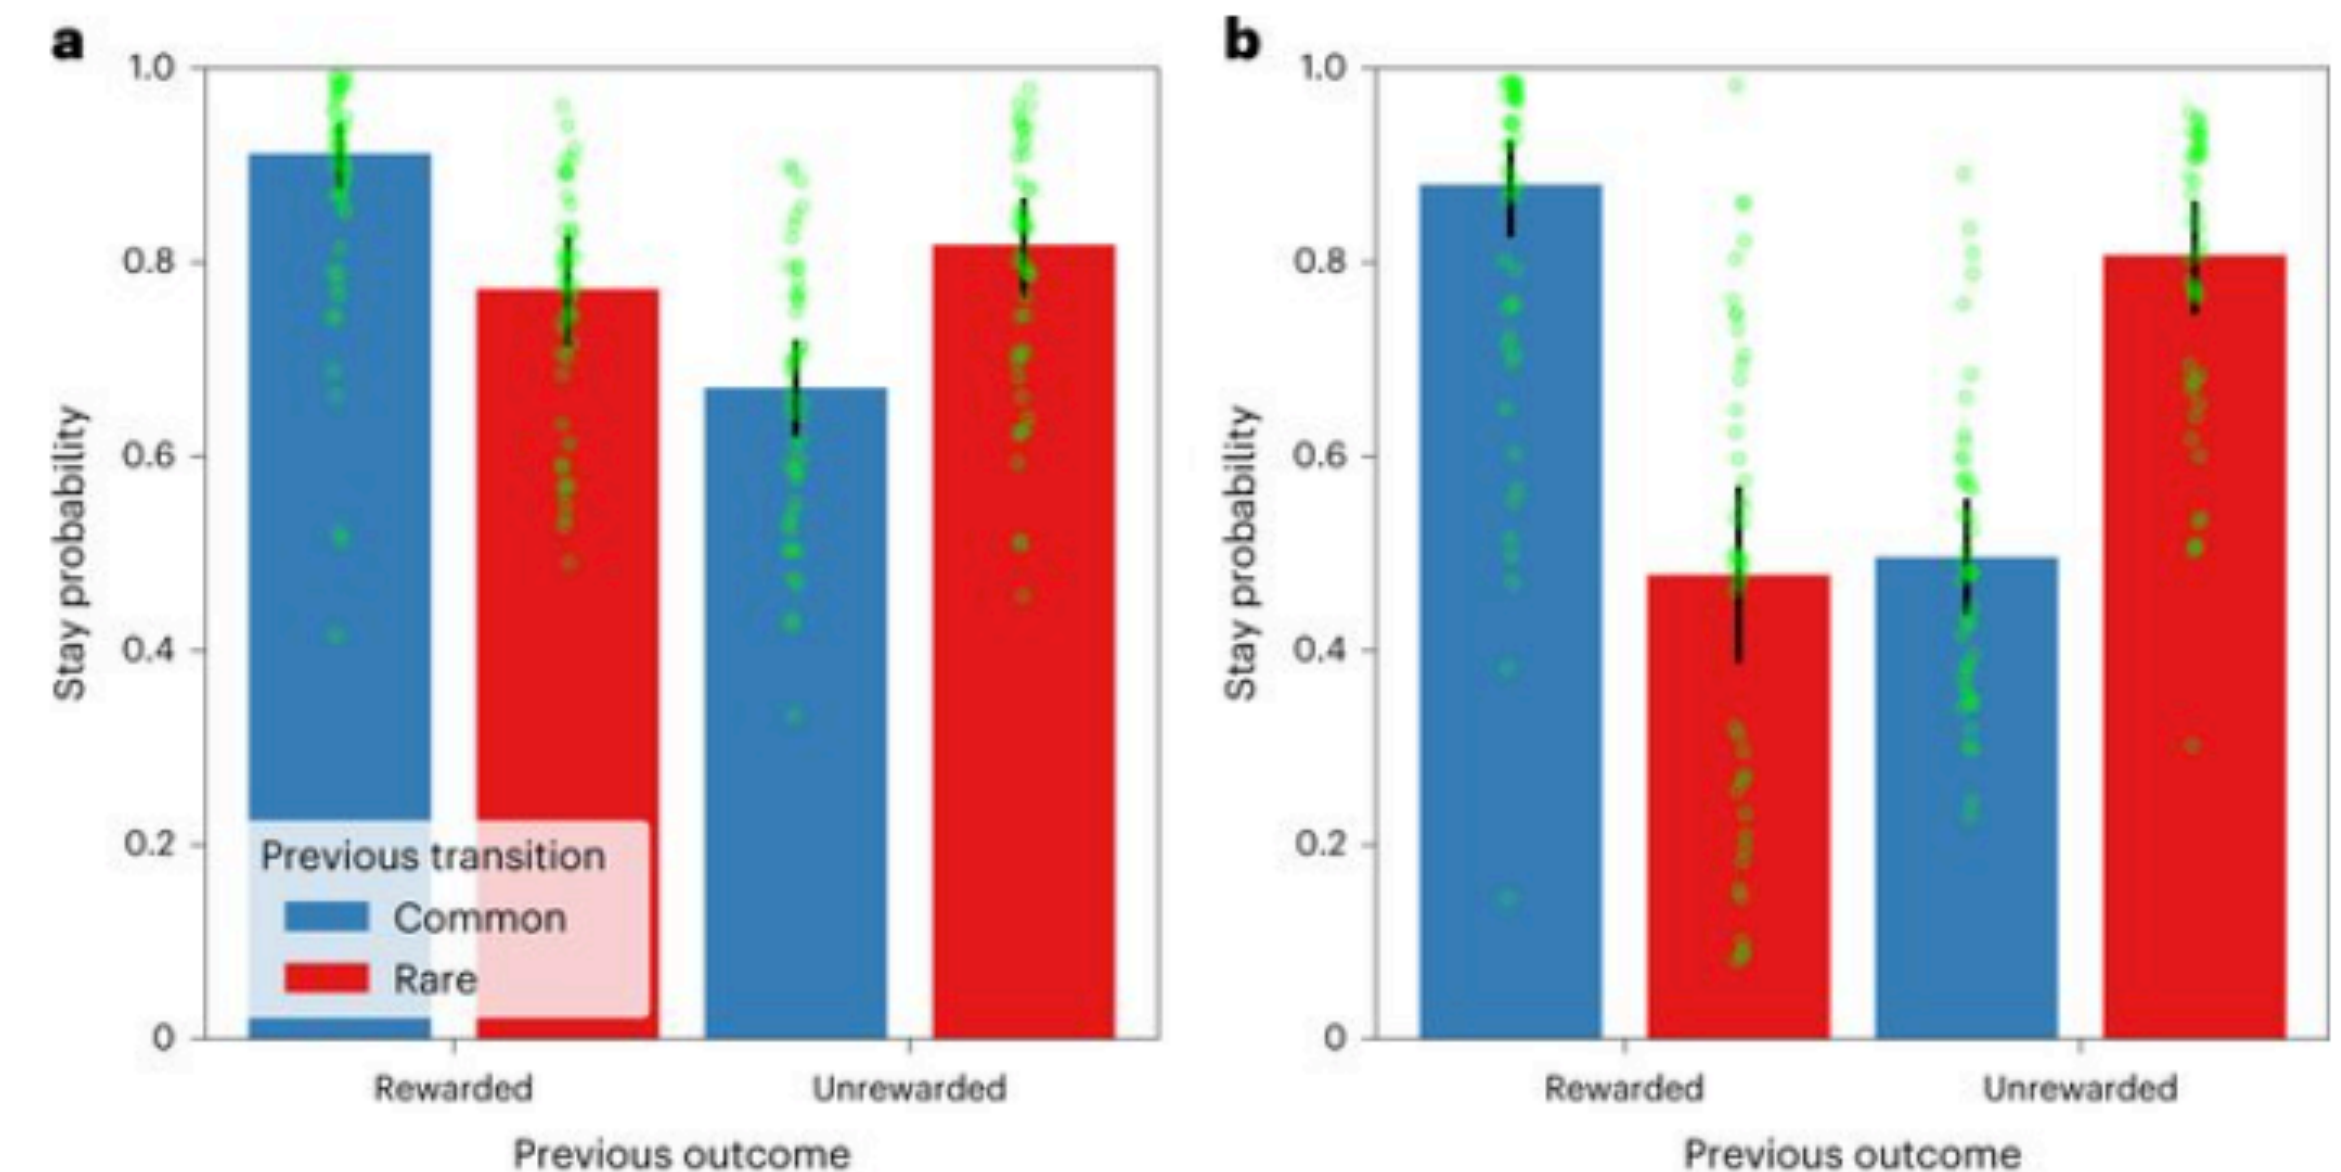 a
1.0
0.8
0.6
0.4
0.2
0
Stay probability
Previous transition
Common
Rare
Rewarded
Unrewarded
Previous outcome
b
1.0
0.8
0.6
0.4
0.2
0
Stay probability
Rewarded
Unrewarded
Previous outcome